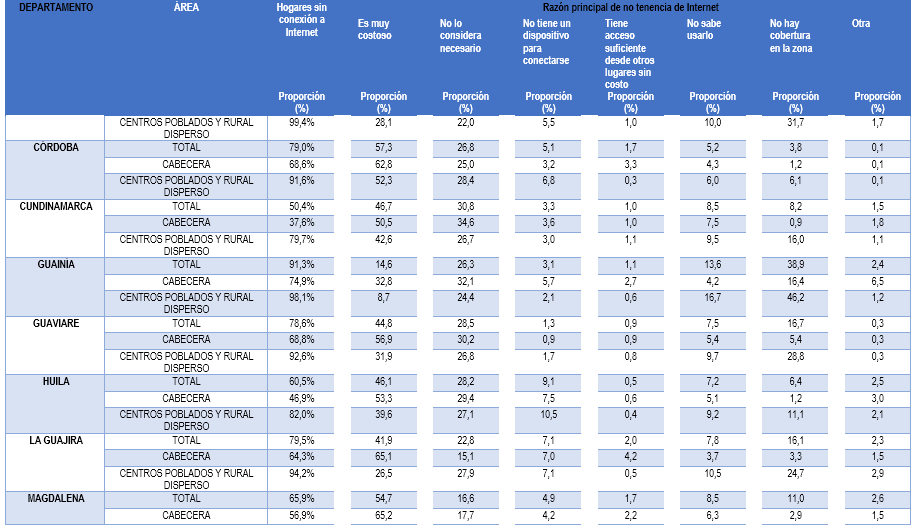 DEPARTAMENTO ÁREA Hogares sin conexión a Internet Razón principal de no tenencia de Internet
Es muy costoso No lo considera necesario No tiene un dispositivo para conectarse Tiene acceso suficiente desde otros lugares sin costo No sabe usarlo No hay cobertura en la zona Otra
Proporción (%) Proporción (%) Proporción (%) Proporción (%) Proporción (%) Proporción (%) Proporción (%) Proporción (%)
CENTROS POBLADOS Y RURAL DISPERSO 99,4% 28,1 22,0 5,5 1,0 10,0 31,7 1,7
CÓRDOBA TOTAL 79,0% 57,3 26,8 5,1 1,7 5,2 3,8 0,1
CABECERA 68,6% 62,8 25,0 3,2 3,3 4,3 1,2 0,1
CENTROS POBLADOS Y RURAL DISPERSO 91,6% 52,3 28,4 6,8 0,3 6,0 6,1 0,1
CUNDINAMARCA TOTAL 50,4% 46,7 30,8 3,3 1,0 8,5 8,2 1,5
CABECERA 37,6% 50,5 34,6 3,6 1,0 7,5 0,9 1,8
CENTROS POBLADOS Y RURAL DISPERSO 79,7% 42,6 26,7 3,0 1,1 9,5 16,0 1,1
GUAINÍA TOTAL 91,3% 14,6 26,3 3,1 1,1 13,6 38,9 2,4
CABECERA 74,9% 32,8 32,1 5,7 2,7 4,2 16,4 6,5
CENTROS POBLADOS Y RURAL DISPERSO 98,1% 8,7 24,4 2,1 0,6 16,7 46,2 1,2
GUAVIARE TOTAL 78,6% 44,8 28,5 1,3 0,9 7,5 16,7 0,3
CABECERA 68,8% 56,9 30,2 0,9 0,9 5,4 5,4 0,3
CENTROS POBLADOS Y RURAL DISPERSO 92,6% 31,9 26,8 1,7 0,8 9,7 28,8 0,3
HUILA TOTAL 60,5% 46,1 28,2 9,1 0,5 7,2 6,4 2,5
CABECERA 46,9% 53,3 29,4 7,5 0,6 5,1 1,2 3,0
CENTROS POBLADOS Y RURAL DISPERSO 82,0% 39,6 27,1 10,5 0,4 9,2 11,1 2,1
LA GUAJIRA TOTAL 79,5% 41,9 22,8 7,1 2,0 7,8 16,1 2,3
CABECERA 64,3% 65,1 15,1 7,0 4,2 3,7 3,3 1,5
CENTROS POBLADOS Y RURAL DISPERSO 94,2% 26,5 27,9 7,1 0,5 10,5 24,7 2,9
MAGDALENA TOTAL 65,9% 54,7 16,6 4,9 1,7 8,5 11,0 2,6
CABECERA 56,9% 65,2 17,7 4,2 2,2 6,3 2,9 1,5